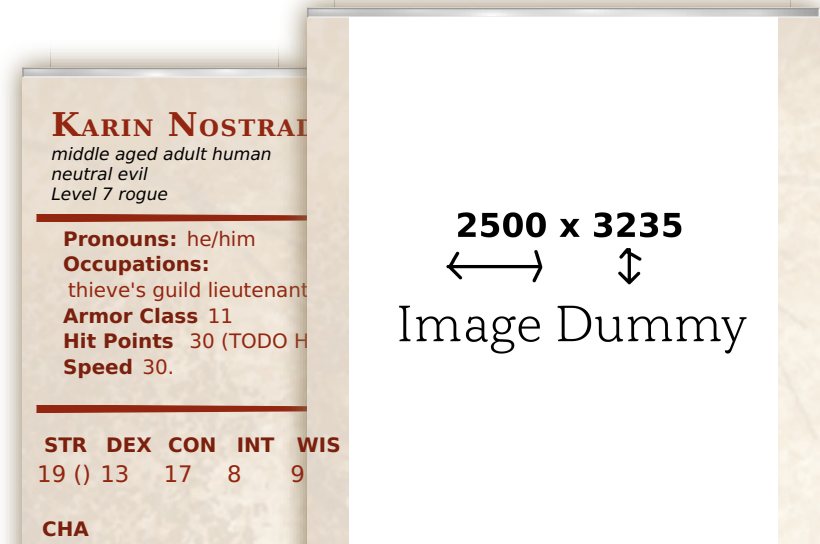 KARIN NOSTRAD
middle aged adult human
neutral evil
Level 7 rogue
Pronouns: he/him
Occupations:
thieve's guild lieutenant
Armor Class 11
Hit Points 30 (TODO H
Speed 30.
STR DEX CON INT WIS
19 () 13 17 8 9
CHA
2500 x 3235
Image Dummy